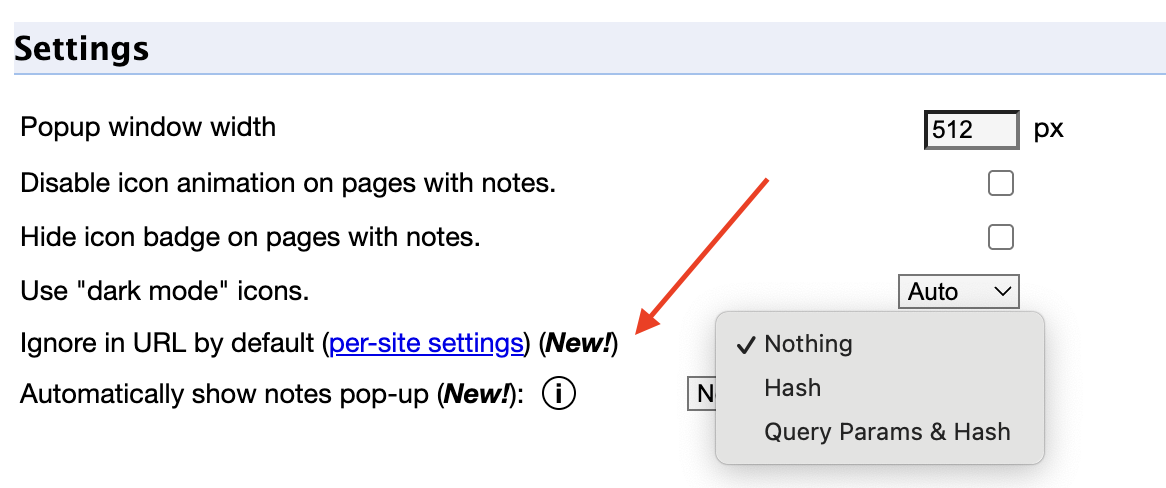 Settings
Popup window width 512 px
Disable icon animation on pages with notes.
Hide icon badge on pages with notes.
Use "dark mode" icons. Auto
Ignore in URL by default (per-site settings) (New!) ✓ Nothing
Hash
Automatically show notes pop-up (New!): i
Query Params & Hash